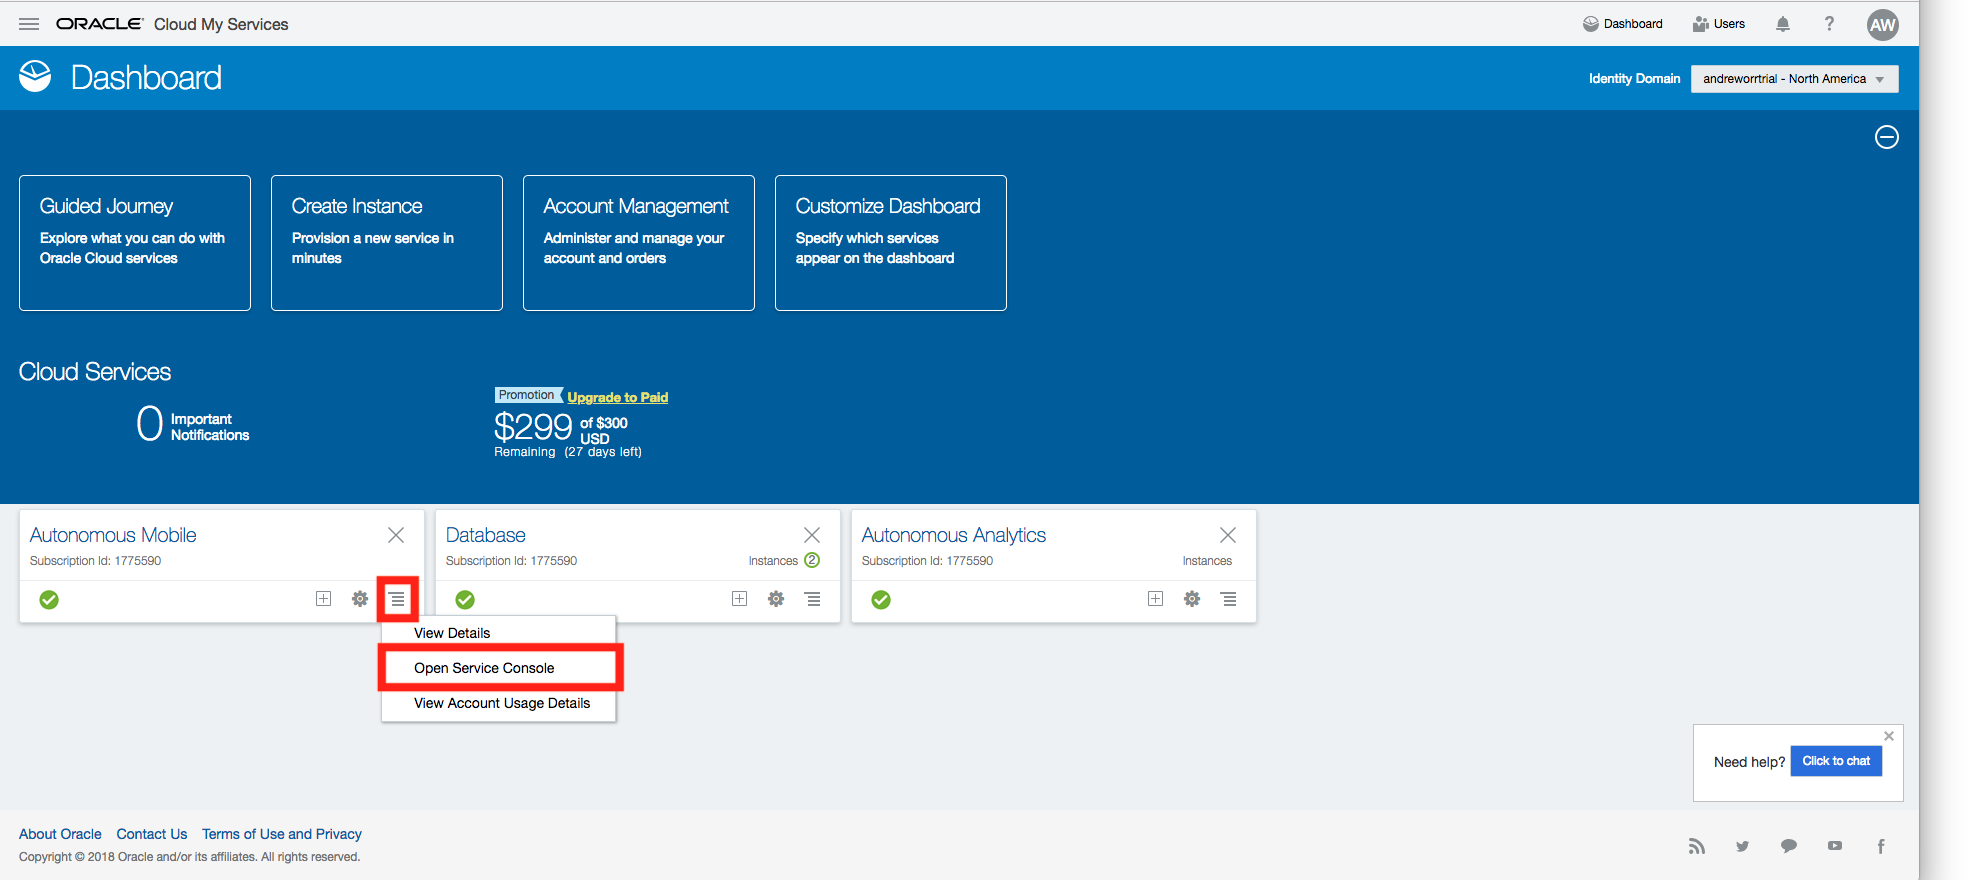 ORACLE Cloud My Services
Dashboard
Users
?
AW
Dashboard
Identity Domain
andreworrtrial - North America
Guided Journey
Explore what you can do with
Oracle Cloud services
Create Instance
Provision a new service in
minutes
Account Management
Administer and manage your
account and orders
Customize Dashboard
Specify which services
appear on the dashboard
Cloud Services
0 Important
Notifications
Promotion Upgrade to Paid
$299 of $300
USD
Remaining (27 days left)
Autonomous Mobile
Subscription Id: 1775590
Database
Subscription Id: 1775590
Instances 2
Autonomous Analytics
Subscription Id: 1775590
Instances
View Details
Open Service Console
View Account Usage Details
Need help? Click to chat
About Oracle Contact Us Terms of Use and Privacy
Copyright © 2018 Oracle and/or its affiliates. All rights reserved.